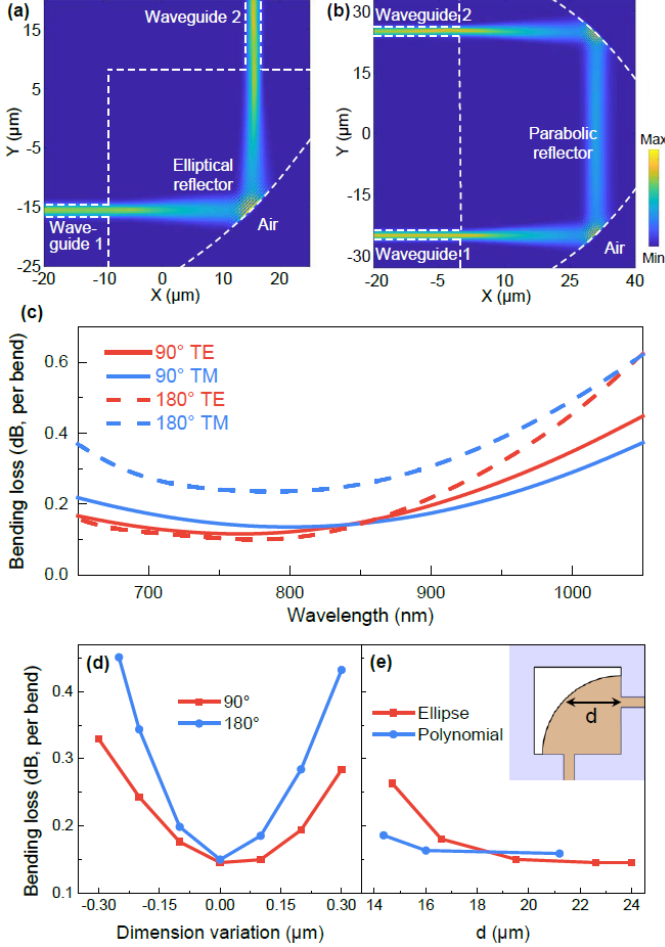 (a)
Waveguide 2
Elliptical
reflector
Wave-
guide 1
Air
15
5
-5
-15
-25
Y (μm)
-20 -10 0 10 20
X (μm)
(b)
Waveguide 2
Parabolic
reflector
Waveguide 1
Air
25
15
5
-5
-15
-25
Y (μm)
-20 -10 0 10 20 30 40
X (μm)
Max
Min
(c)
90° TE
90° TM
180° TE
180° TM
0.6
0.4
0.2
0.0
Bending loss (dB, per bend)
700 800 900 1000
Wavelength (nm)
(d)
90°
180°
0.4
0.3
0.2
0.1
Bending loss (dB, per bend)
-0.30 -0.15 0.00 0.15 0.30
Dimension variation (μm)
(e)
Ellipse
Polynomial
d
14 16 18 20 22 24
d (μm)